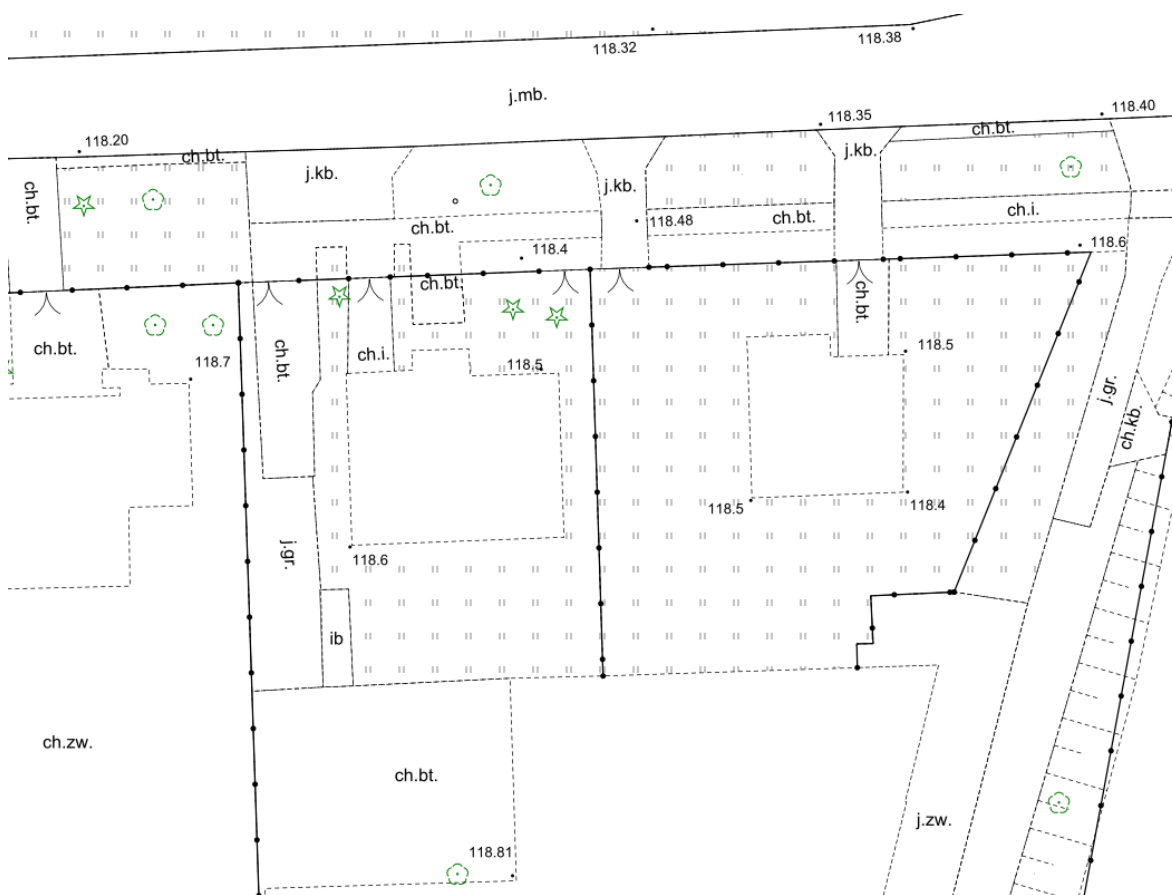 118.32
118.38
j.mb.
118.40
118.35
118.20
ch.bt.
ch.bt.
j.kb.
j.kb.
j.kb.
ch.bt.
ch.bt.
118.48
ch.bt.
ch.i.
118.4
118.6
ch.bt.
ch.bt.
ch.bt.
118.7
ch.bt.
ch.i.
118.5
118.5
j.gr.
ch.kb.
118.5
118.4
j.gr.
118.6
ib
ch.zw.
ch.bt.
j.zw.
118.81